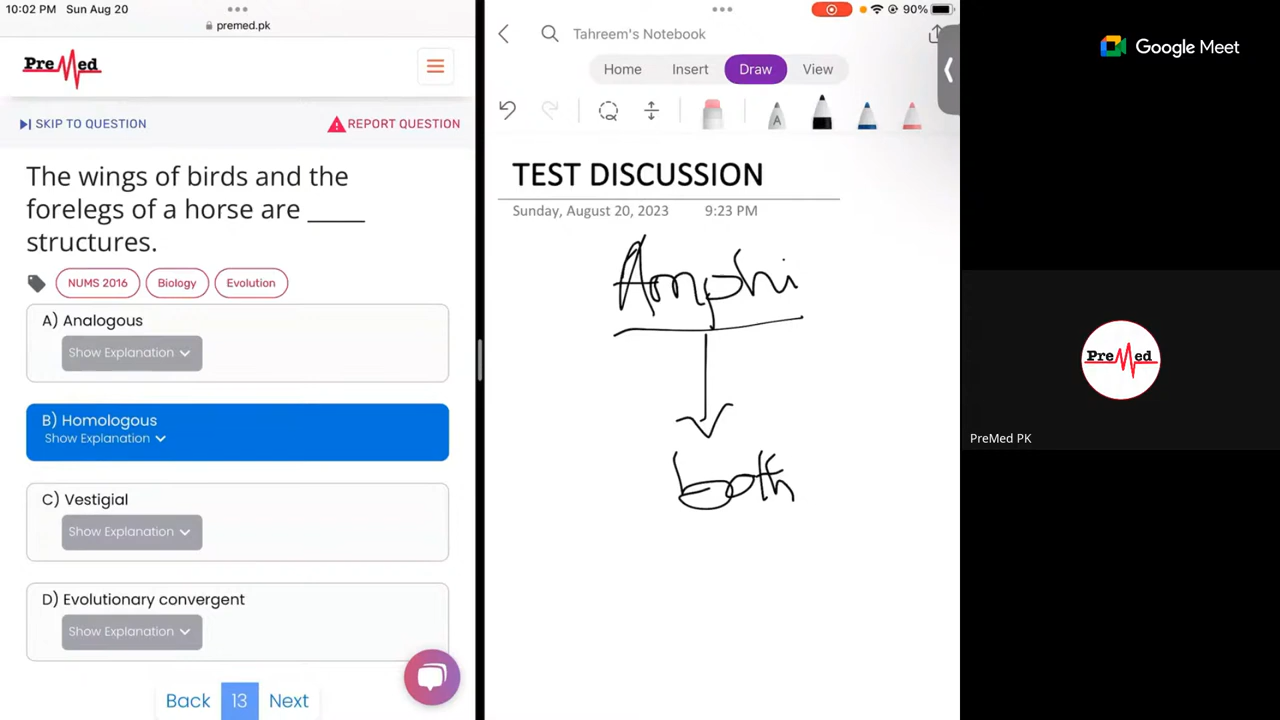 10:02 PM Sun Aug 20
premed.pk
PreMed
SKIP TO QUESTION
REPORT QUESTION
The wings of birds and the
forelegs of a horse are _____
structures.
NUMS 2016
Biology
Evolution
A) Analogous
Show Explanation
B) Homologous
Show Explanation
C) Vestigial
Show Explanation
D) Evolutionary convergent
Show Explanation
Back 13 Next
90%
Tahreem's Notebook
Home Insert Draw View
A
TEST DISCUSSION
Sunday, August 20, 2023 9:23 PM
Amphi
both
Google Meet
PreMed
PreMed PK